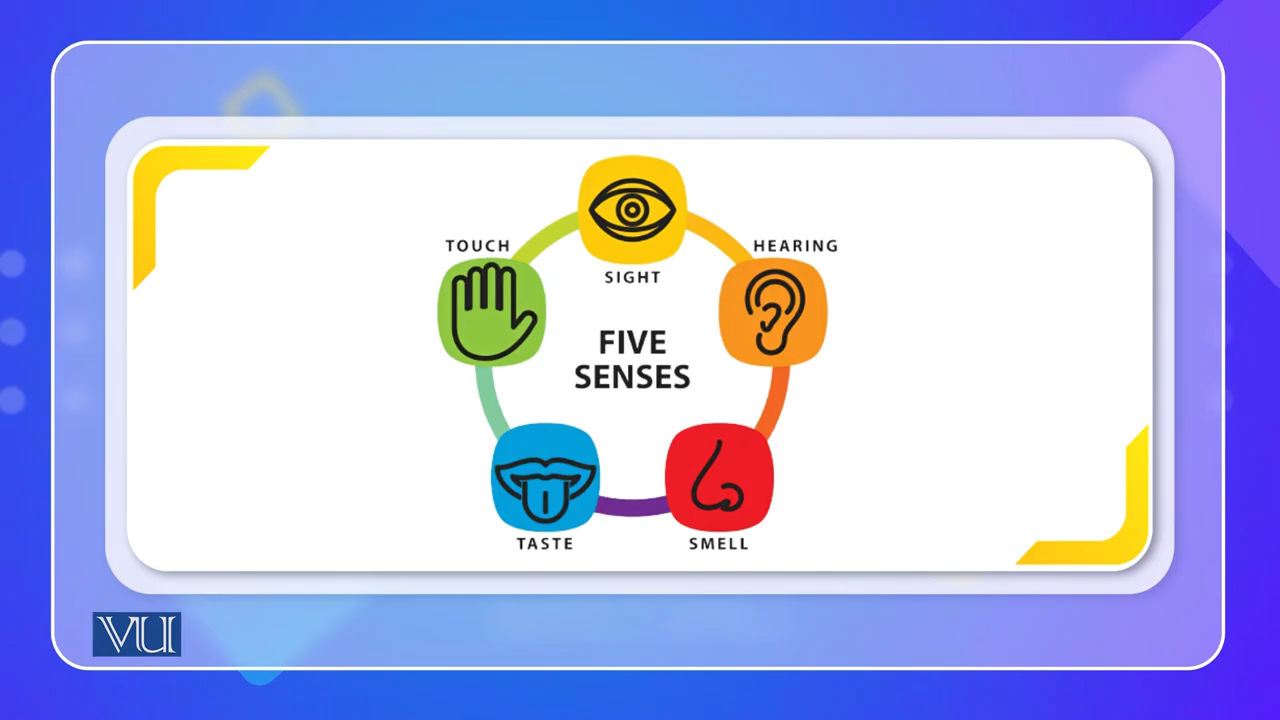 TOUCH
HEARING
SIGHT
FIVE
SENSES
TASTE
SMELL
VU